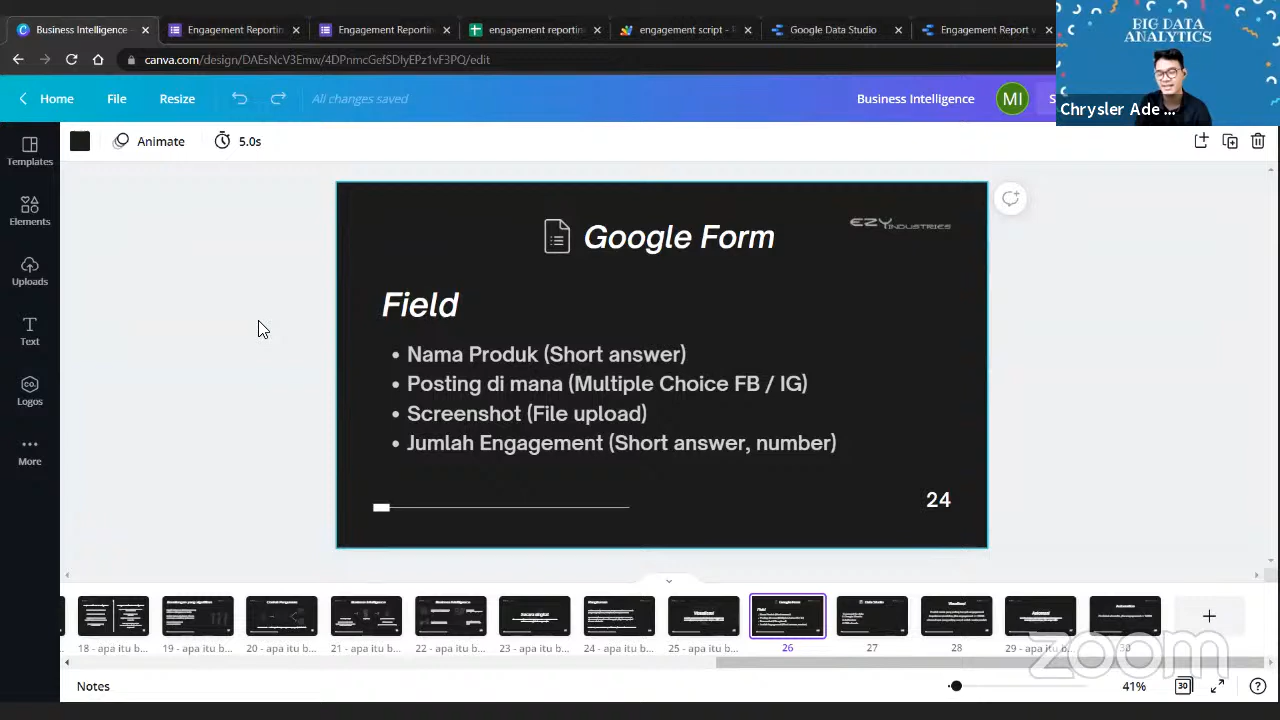 Business Intelligence -
Engagement Reportin
Engagement Reportin
engagement reportin
engagement script -
Google Data Studio
Engagement Report
BIG DATA
ANALYTICS
Chrysler Ade ...
canva.com/design/DAEsNcV3Emw/4DPnmcGefSDlyEPz1vF3PQ/edit
Home
File
Resize
All changes saved
Business Intelligence
MI
S
Animate
5.0s
Templates
Elements
Uploads
Text
CO.
Logos
More
Google Form
EZY INDUSTRIES
Field
• Nama Produk (Short answer)
• Posting di mana (Multiple Choice FB / IG)
• Screenshot (File upload)
• Jumlah Engagement (Short answer, number)
24
18 - apa itu b...
19 - apa itu b...
20 - apa itu b...
21 - apa itu b...
22 - apa itu b...
23 - apa itu b...
24 - apa itu b...
25 - apa itu b...
26
27
28
29 - apa itu b...
30
zoom
Notes
41%
30